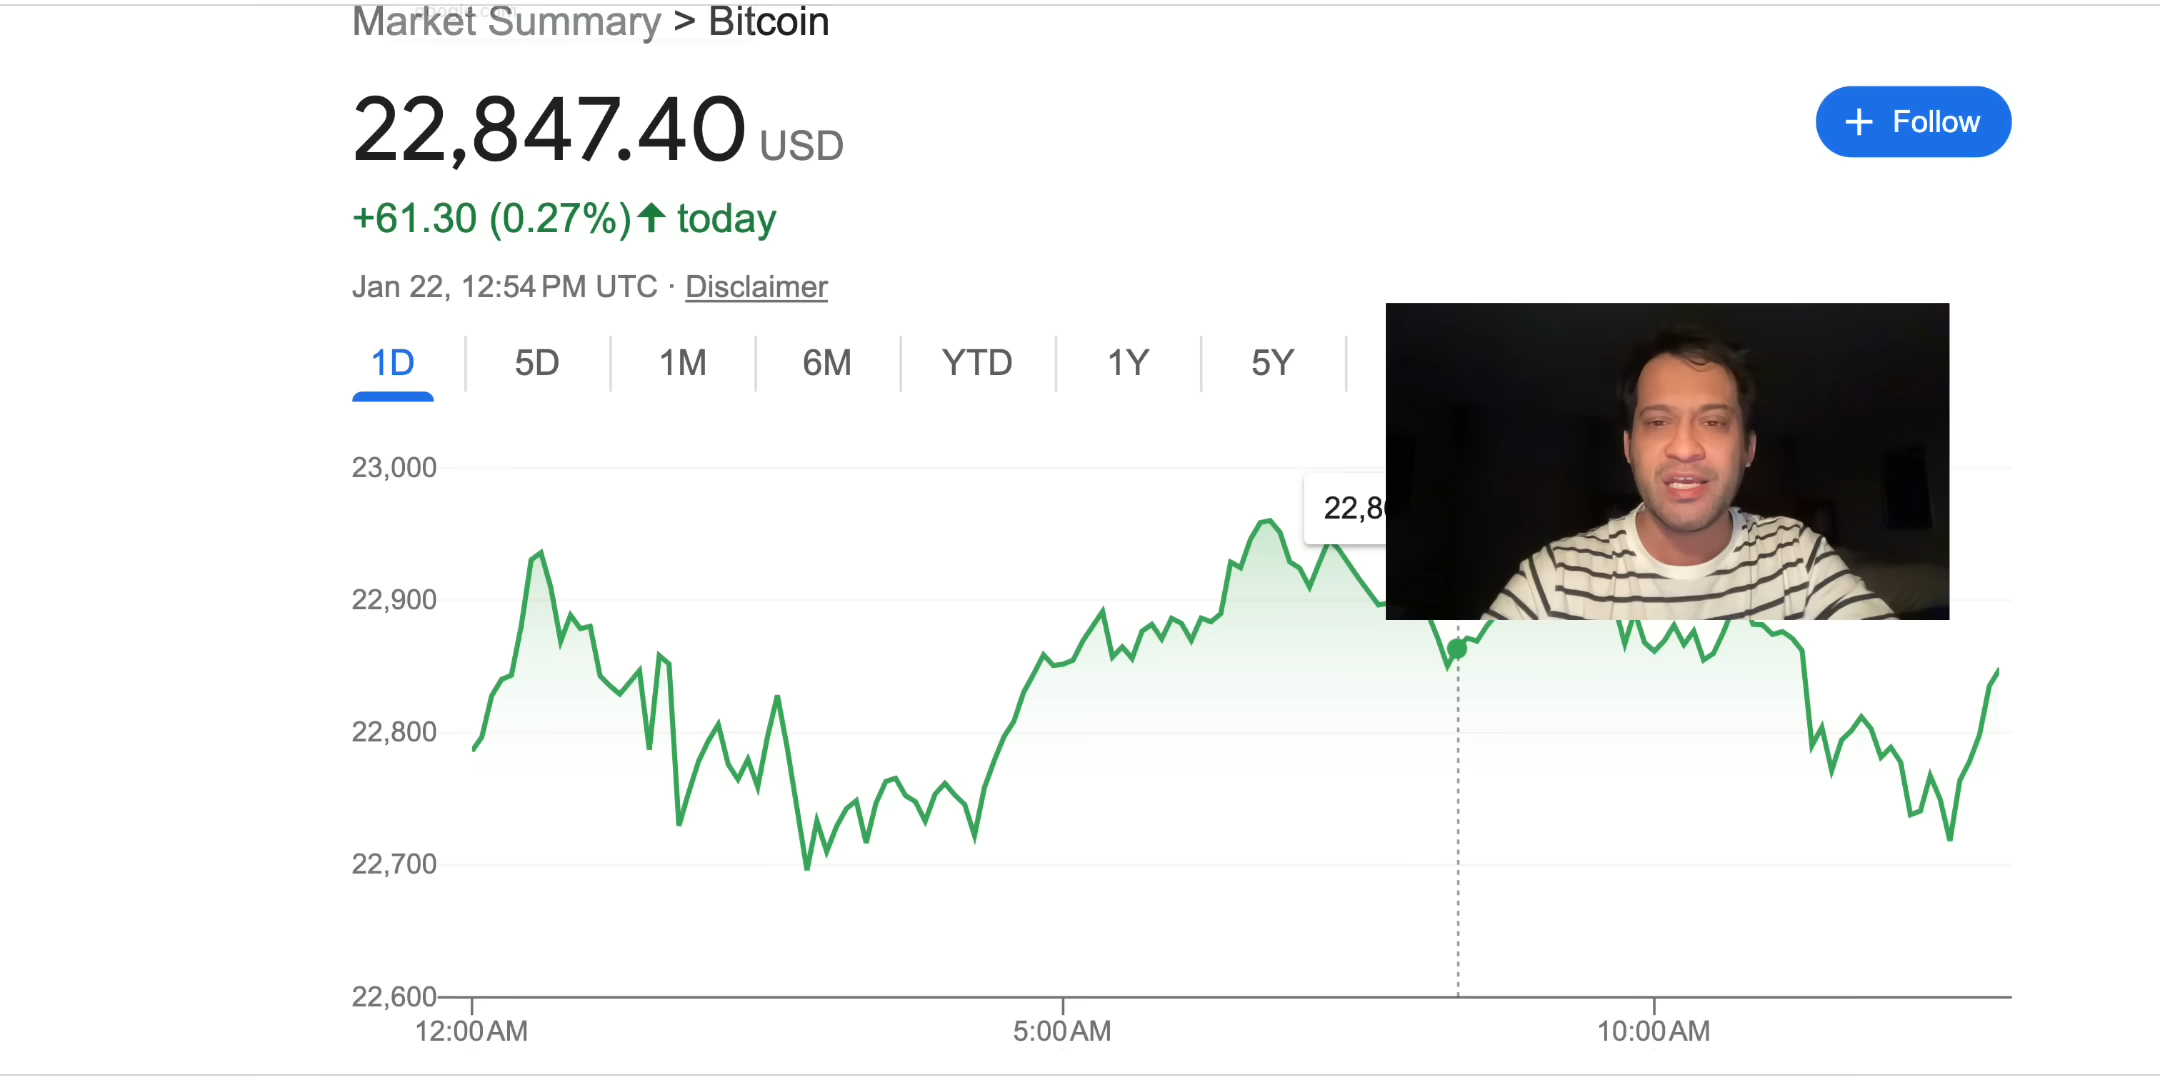 Market Summary > Bitcoin
22,847.40 USD
+ Follow
+61.30 (0.27%) ↑ today
Jan 22, 12:54 PM UTC · Disclaimer
1D 5D 1M 6M YTD 1Y 5Y
23,000
22,8
22,900
22,800
22,700
22,600
12:00 AM 5:00 AM 10:00 AM